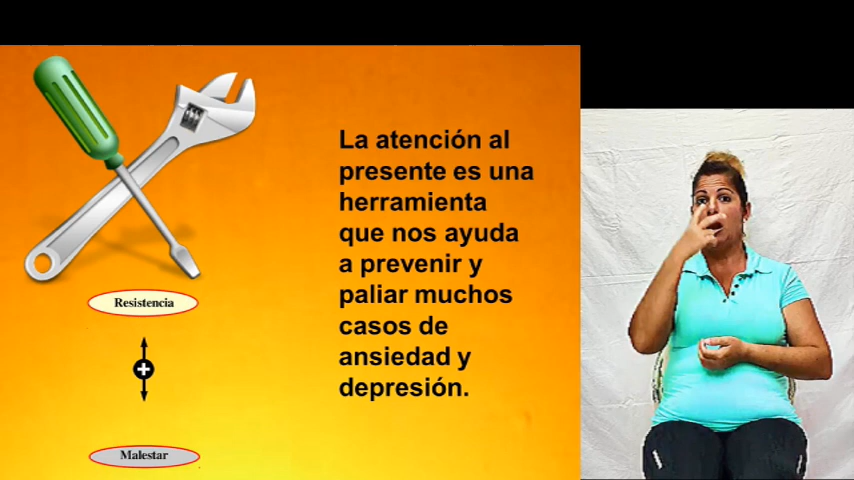 La atención al
presente es una
herramienta
que nos ayuda
a prevenir y
paliar muchos
casos de
ansiedad y
depresión.
Resistencia
Malestar